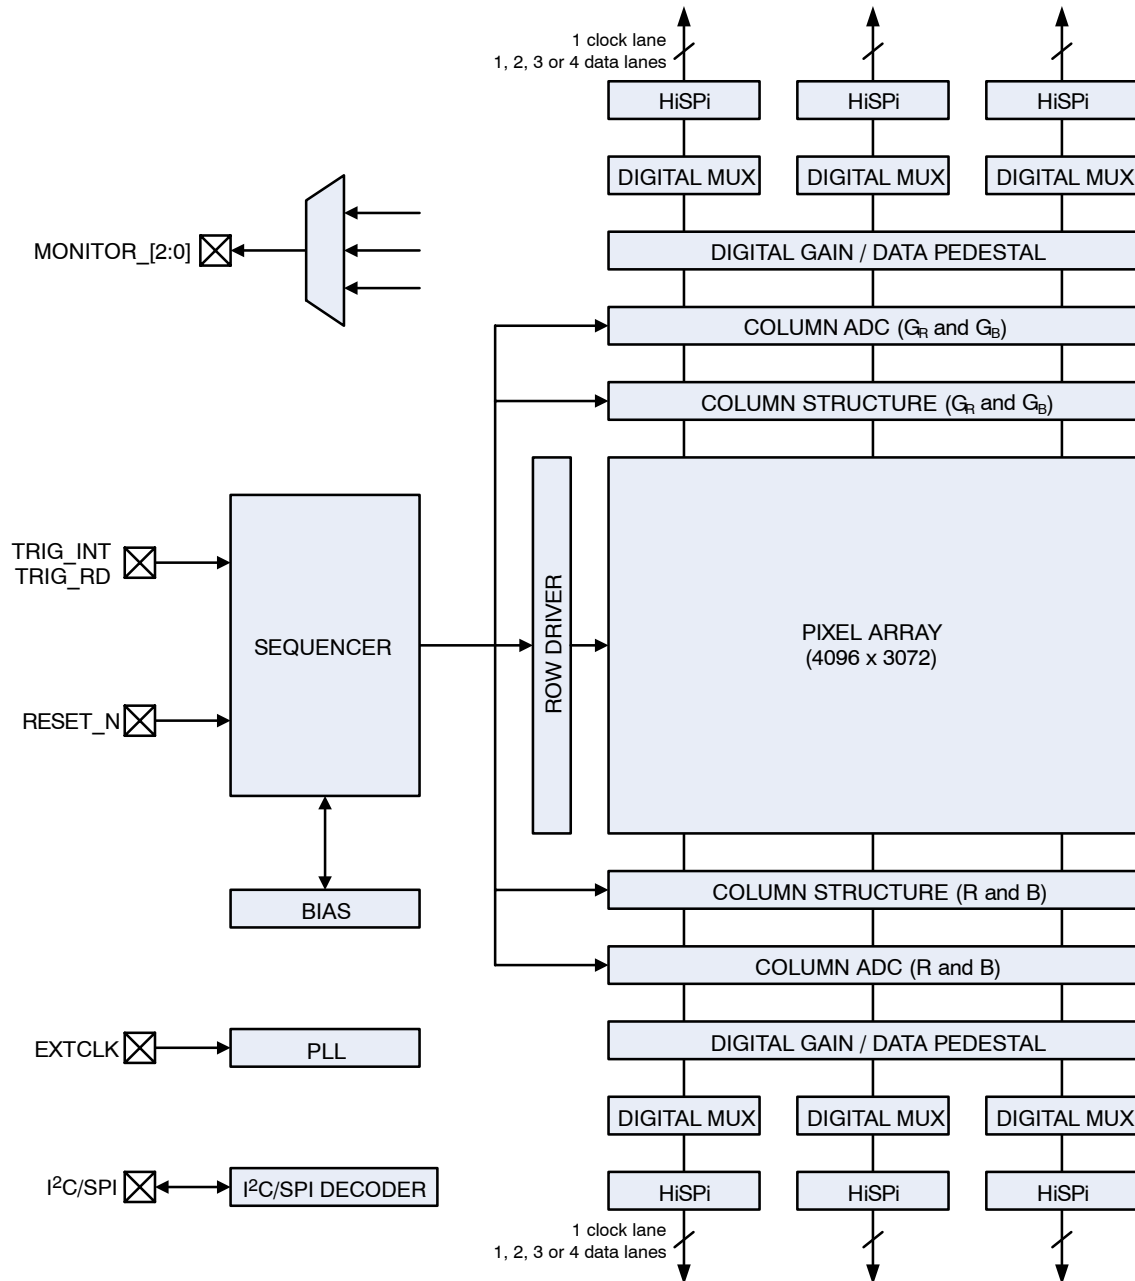 1 clock lane
1, 2, 3 or 4 data lanes
HiSPi HiSPi HiSPi
DIGITAL MUX DIGITAL MUX DIGITAL MUX
MONITOR_[2:0]
DIGITAL GAIN / DATA PEDESTAL
COLUMN ADC (GR and GB)
COLUMN STRUCTURE (GR and GB)
TRIG_INT
TRIG_RD
SEQUENCER
ROW DRIVER
PIXEL ARRAY
(4096 x 3072)
RESET_N
BIAS
COLUMN STRUCTURE (R and B)
COLUMN ADC (R and B)
EXTCLK
PLL
DIGITAL GAIN / DATA PEDESTAL
DIGITAL MUX DIGITAL MUX DIGITAL MUX
I²C/SPI
I²C/SPI DECODER
HiSPi HiSPi HiSPi
1 clock lane
1, 2, 3 or 4 data lanes